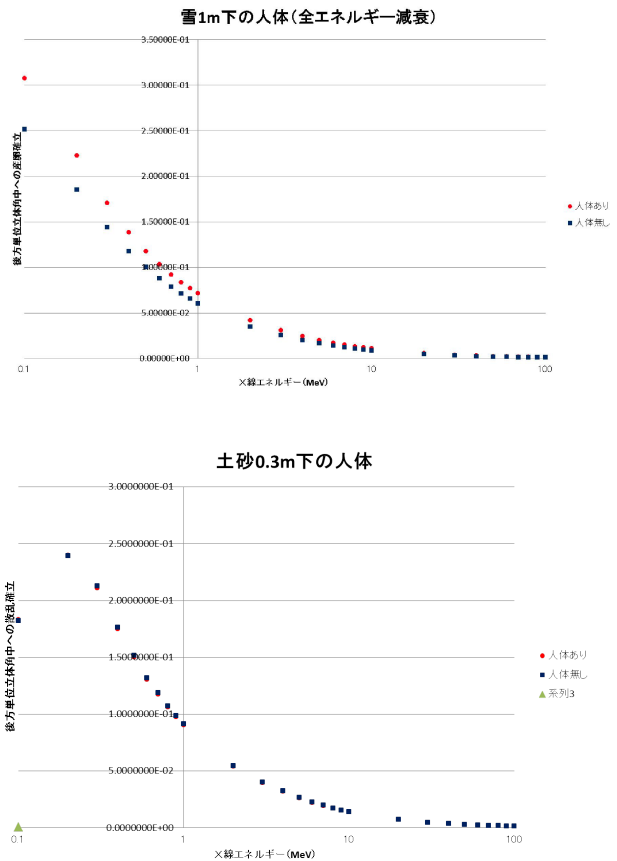 雪1m下の人体(全エネルギー減衰)
3.50000E-01
3.00000E-01
2.50000E-01
2.00000E-01
1.50000E-01
1.00000E-01
5.00000E-02
0.00000E+00
後方単位立体角中への産卵確立
人体あり
人体無し
0.1
1
10
100
X線エネルギー(MeV)
土砂0.3m下の人体
3.0000000E-01
2.5000000E-01
2.0000000E-01
1.5000000E-01
1.0000000E-01
5.0000000E-02
0.0000000E+00
後方単位立体角中への散乱確立
人体あり
人体無し
系列3
0.1
1
10
100
X線エネルギー(MeV)